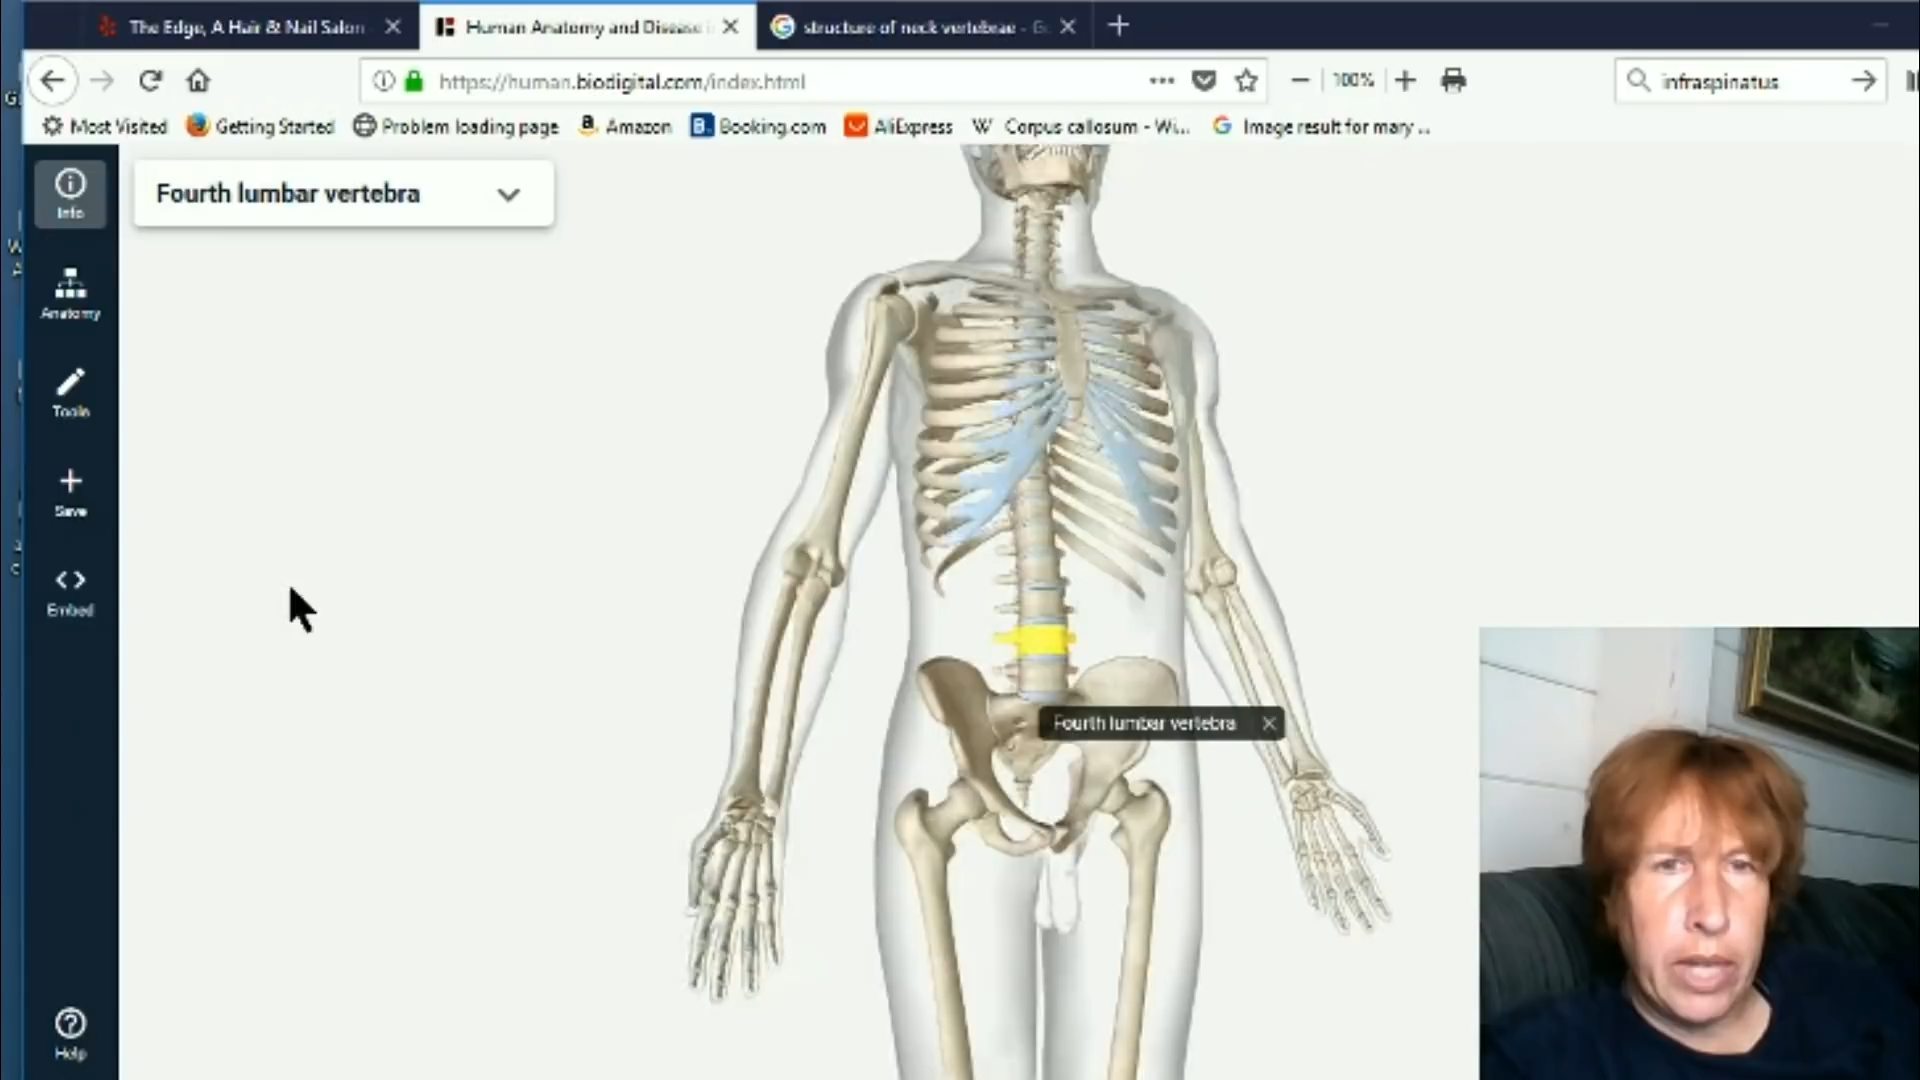 The Edge, A Hair & Nail Salon
Human Anatomy and Disease i
structure of neck vertebrae - G
https://human.biodigital.com/index.html
100%
infraspinatus
Most Visited
Getting Started
Problem loading page
a. Amazon
B. Booking.com
AliExpress
W Corpus callosum - Wi...
G Image result for mary ...
Info
Fourth lumbar vertebra
Anatomy
Tools
Save
Embed
Fourth lumbar vertebra
Help